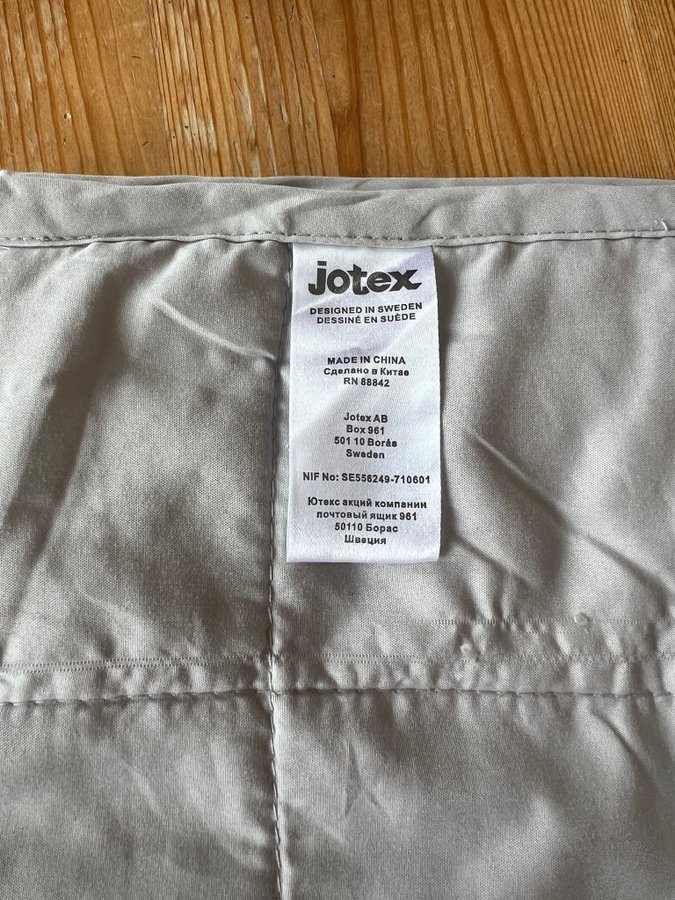 jotex
DESIGNED IN SWEDEN
DESSINÉ EN SUÈDE
MADE IN CHINA
Сделано в Китае
RN 88842
Jotex AB
Box 961
501 10 Borås
Sweden
NIF No: SE556249-710601
Ютекс акций компании
почтовый ящик 961
50110 Борас
Швеция